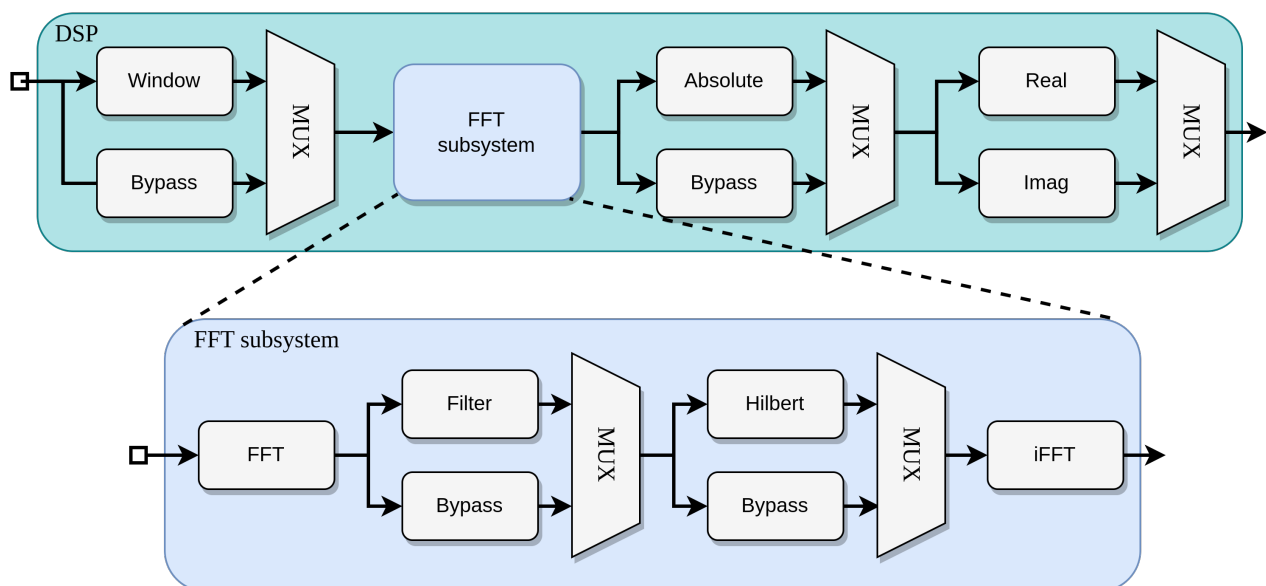 DSP
Window
Bypass
MUX
FFT
subsystem
Absolute
Bypass
MUX
Real
Imag
MUX
FFT subsystem
FFT
Filter
Bypass
MUX
Hilbert
Bypass
MUX
iFFT